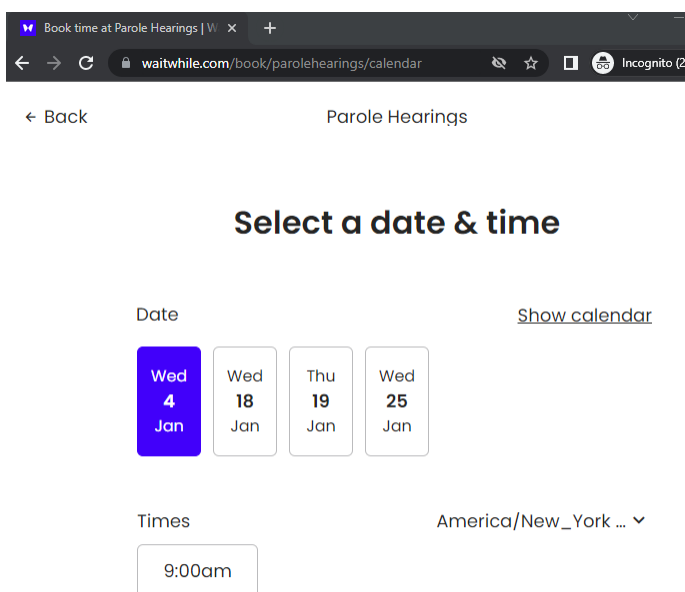 Book time at Parole Hearings | W
waitwhile.com/book/parolehearings/calendar
Incognito (2
← Back
Parole Hearings
Select a date & time
Date
Show calendar
Wed 4 Jan
Wed 18 Jan
Thu 19 Jan
Wed 25 Jan
Times
America/New_York ...
9:00am